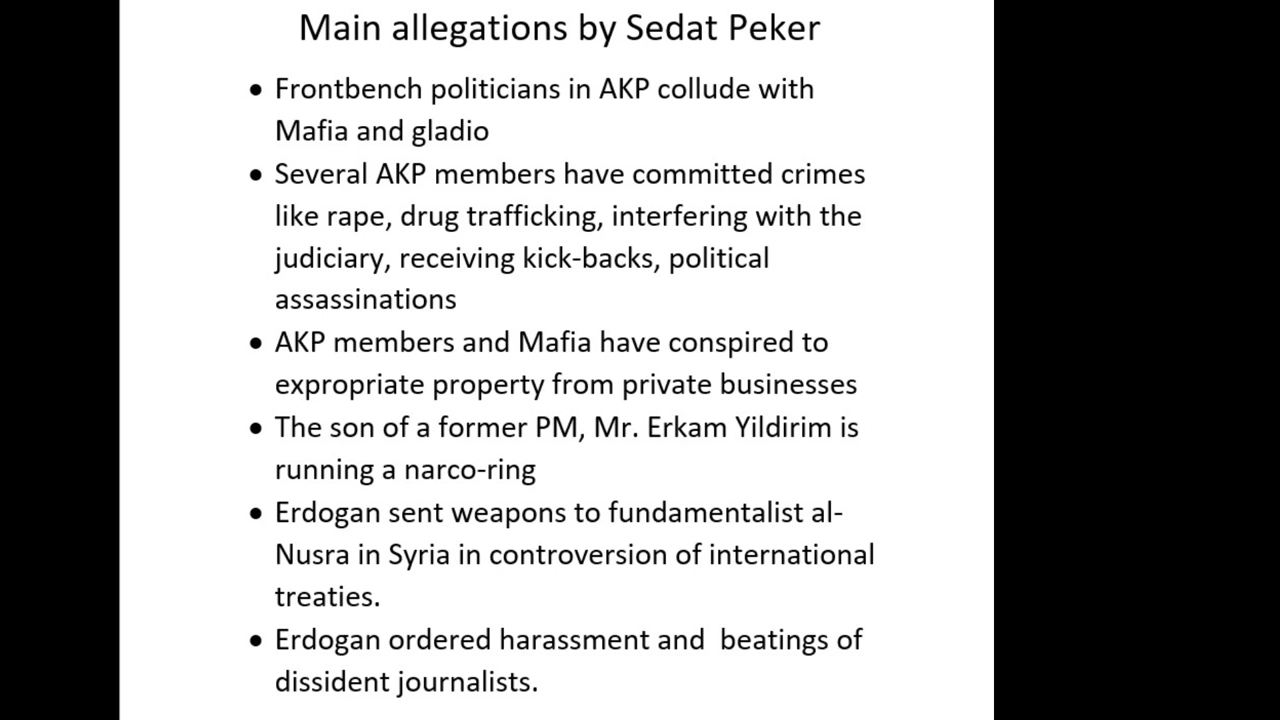 Main allegations by Sedat Peker
• Frontbench politicians in AKP collude with
Mafia and gladio
• Several AKP members have committed crimes
like rape, drug trafficking, interfering with the
judiciary, receiving kick-backs, political
assassinations
• AKP members and Mafia have conspired to
expropriate property from private businesses
• The son of a former PM, Mr. Erkam Yildirim is
running a narco-ring
• Erdogan sent weapons to fundamentalist al-
Nusra in Syria in controversion of international
treaties.
• Erdogan ordered harassment and  beatings of
dissident journalists.